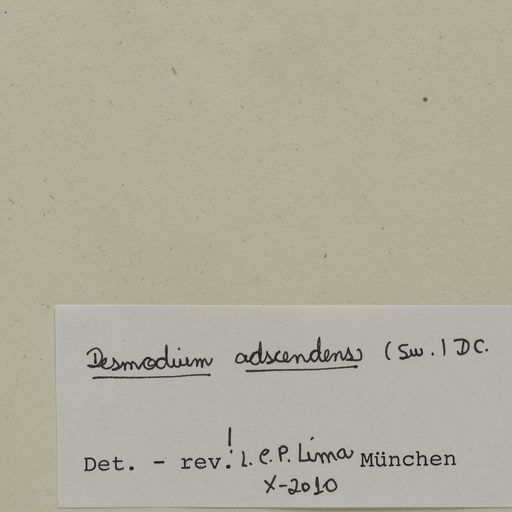 Desmodium adscendens (Sw.) DC.
Det. - rev.! L. C. P. Lima München
X-2010